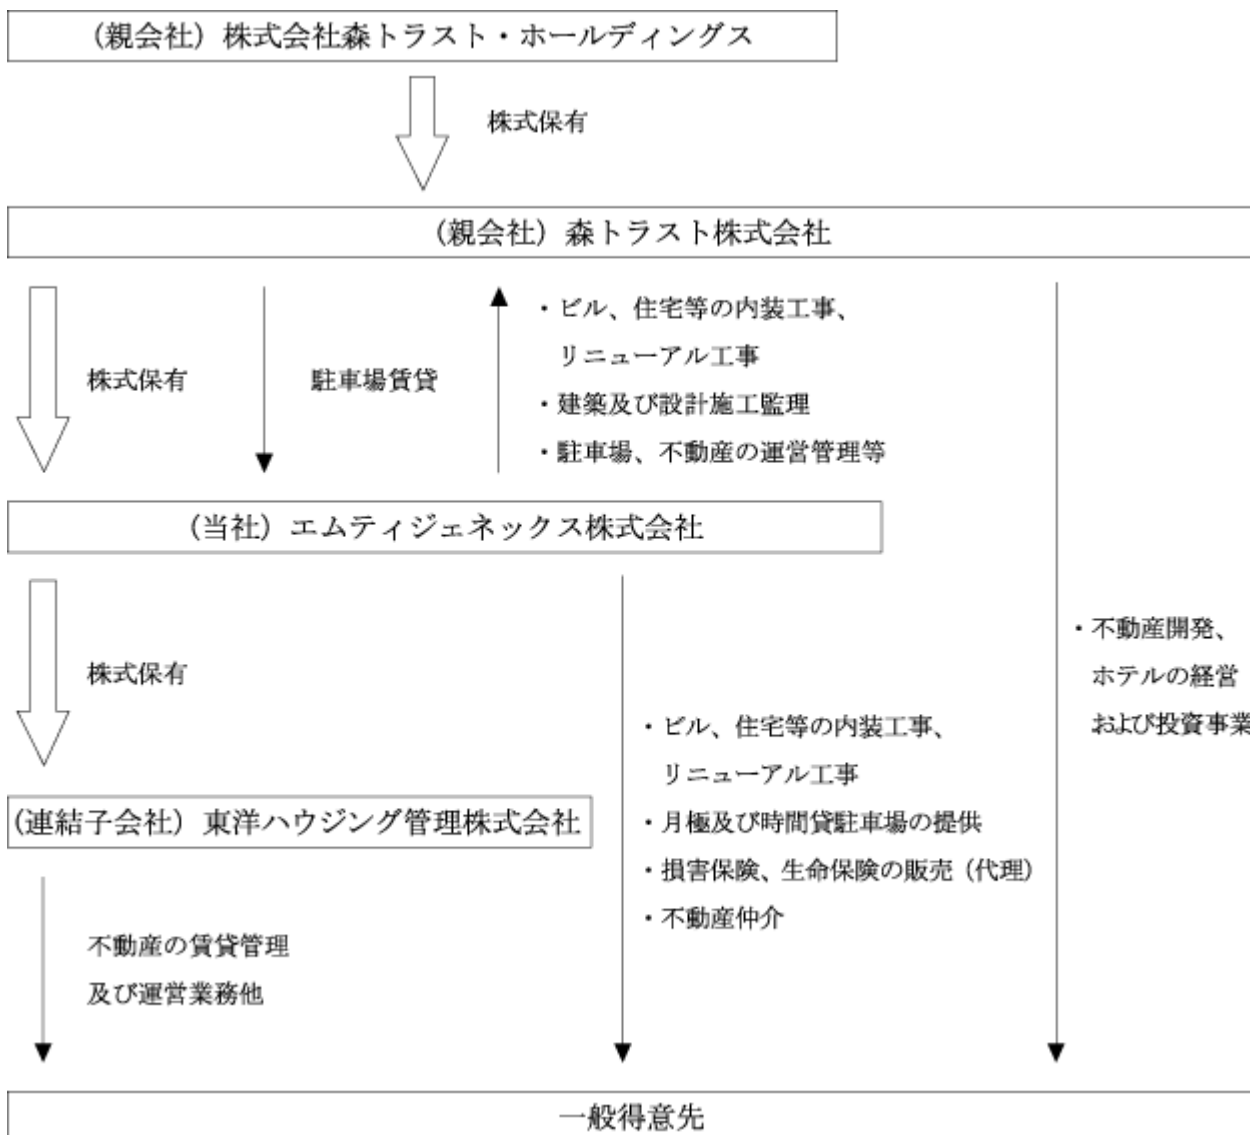 (親会社)株式会社森トラスト・ホールディングス
株式保有
(親会社)森トラスト株式会社
株式保有
駐車場賃貸
・ビル、住宅等の内装工事、
リニューアル工事
・建築及び設計施工監理
・駐車場、不動産の運営管理等
(当社)エムティジェネックス株式会社
株式保有
・ビル、住宅等の内装工事、
リニューアル工事
・月極及び時間貸駐車場の提供
・損害保険、生命保険の販売(代理)
・不動産仲介
・不動産開発、
ホテルの経営
および投資事業
(連結子会社)東洋ハウジング管理株式会社
不動産の賃貸管理
及び運営業務他
一般得意先